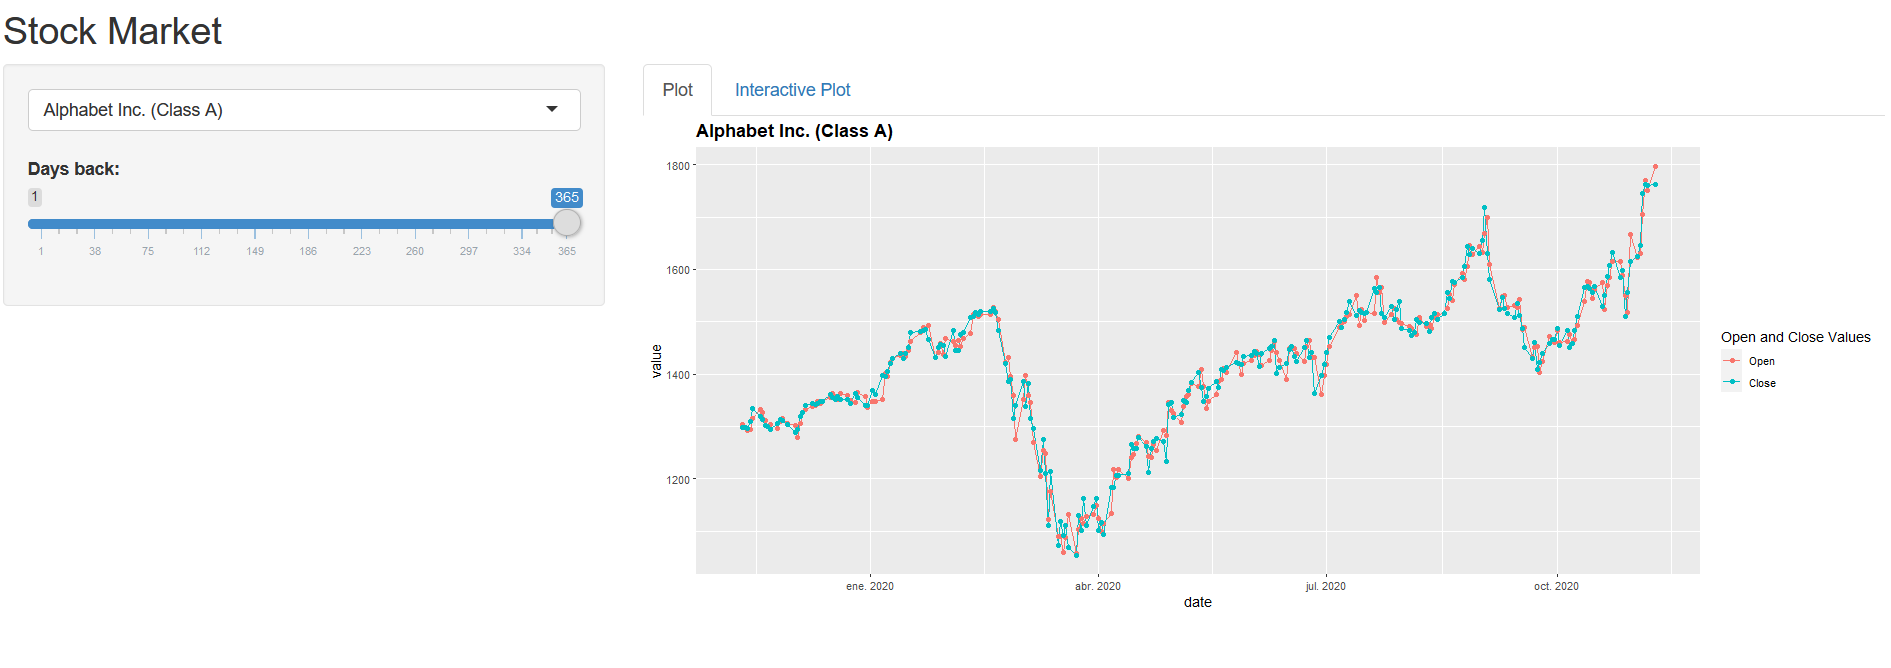 Stock Market
Alphabet Inc. (Class A)
Days back:
1 365
1 38 75 112 149 186 223 260 297 334 365
Plot Interactive Plot
Alphabet Inc. (Class A)
1800
1600
1400
1200
value
ene. 2020 abr. 2020 jul. 2020 oct. 2020
date
Open and Close Values
Open
Close